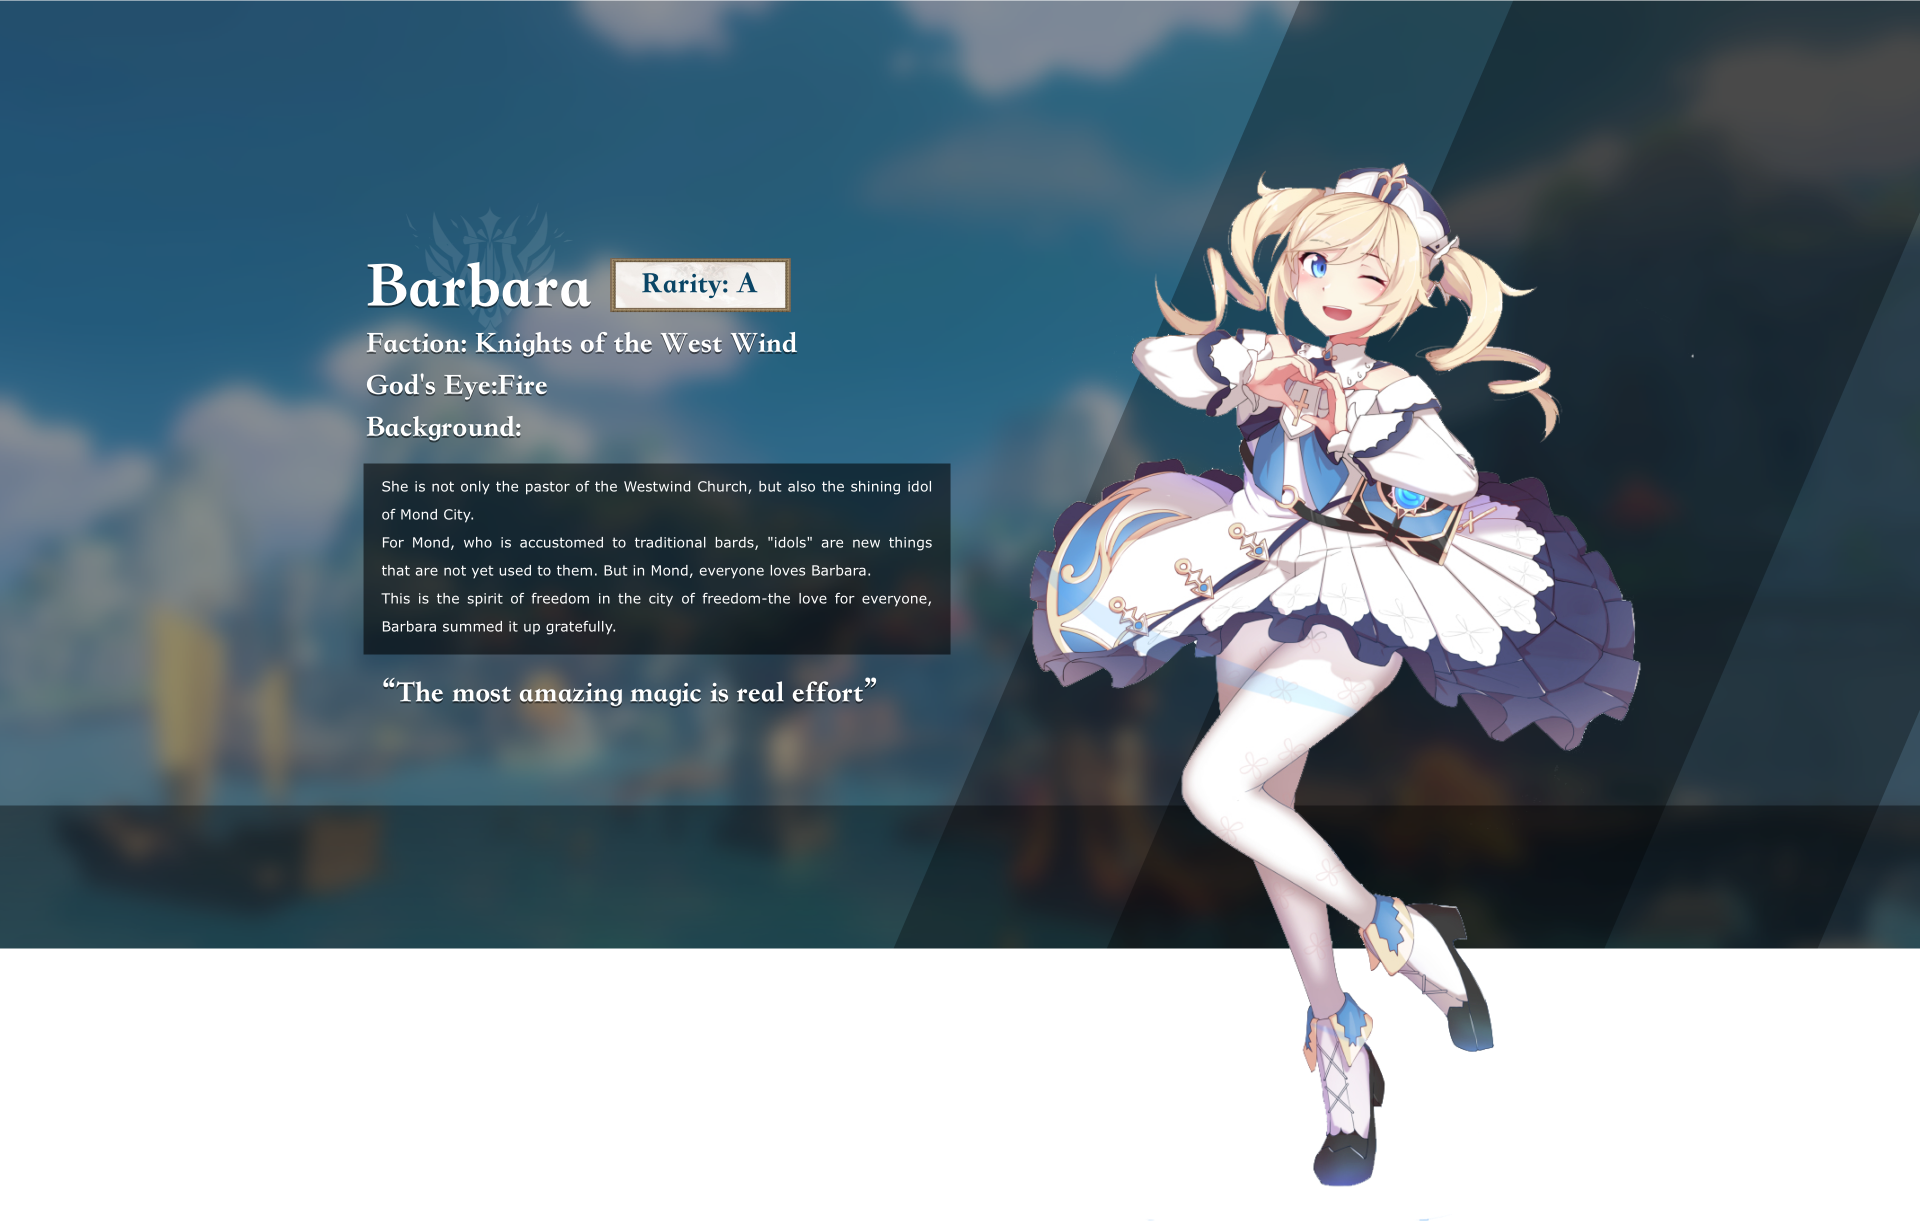 Barbara
Rarity: A
Faction: Knights of the West Wind
God's Eye:Fire
Background:
She is not only the pastor of the Westwind Church, but also the shining idol
of Mond City.
For Mond, who is accustomed to traditional bards, "idols" are new things
that are not yet used to them. But in Mond, everyone loves Barbara.
This is the spirit of freedom in the city of freedom-the love for everyone,
Barbara summed it up gratefully.
“The most amazing magic is real effort”